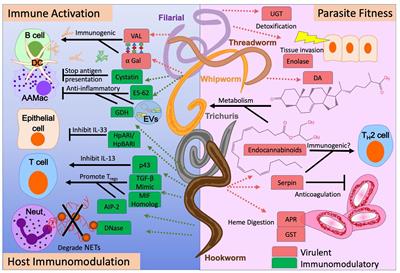 Immune Activation
Filarial
Parasite Fitness
UGT
Detoxification
B cell
Immunogenic
VAL
α Gal
Threadworm
Tissue invasion
Enolase
DC
Stop antigen
presentation
Cystatin
Whipworm
DA
Anti-inflammatory
ES-62
AAMac
GDH
EVs
Metabolism
Trichuris
Epithelial
cell
Inhibit IL-33
HpARI/
HpBARI
Endocannabinoids
Immunogenic?
TH2 cell
T cell
Inhibit IL-13
p43
Promote Tregs
TGF-β
Mimic
MIF
Homolog
Serpin
Anticoagulation
Neut.
AIP-2
Heme Digestion
APR
GST
DNase
Degrade NETs
Hookworm
Host Immunomodulation
Virulent
Immunomodulatory